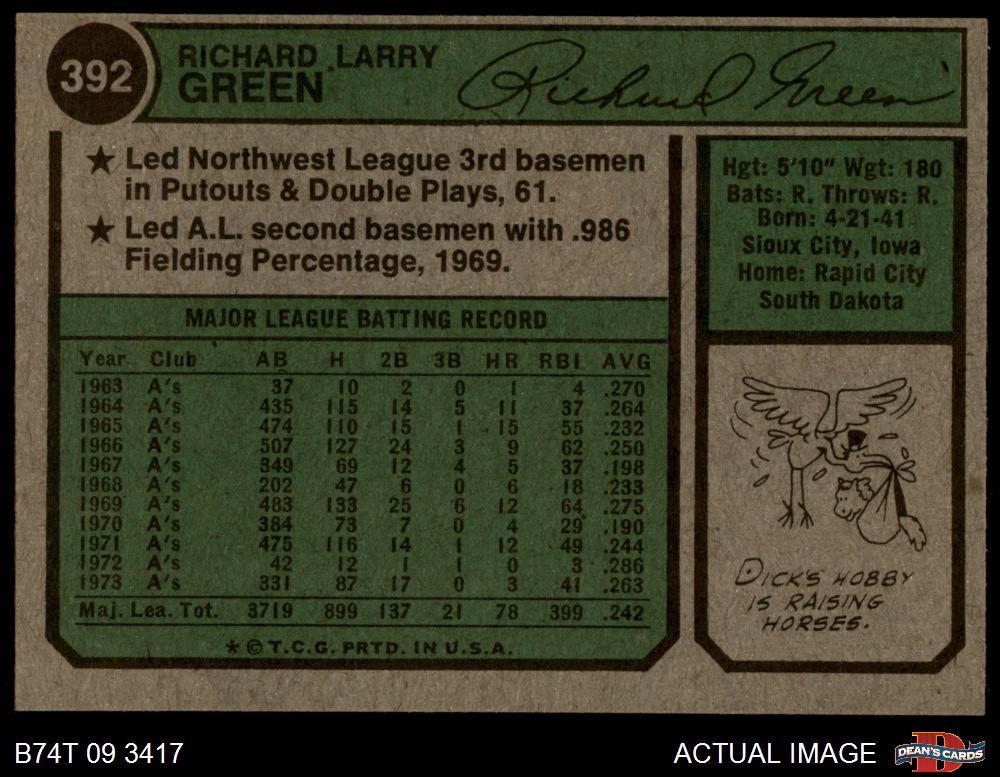 392
RICHARD LARRY
GREEN
Richard Green
★ Led Northwest League 3rd basemen
in Putouts & Double Plays, 61.
★ Led A.L. second basemen with .986
Fielding Percentage, 1969.
Hgt: 5'10" Wgt: 180
Bats: R. Throws: R.
Born: 4-21-41
Sioux City, Iowa
Home: Rapid City
South Dakota
MAJOR LEAGUE BATTING RECORD
Year Club AB H 2B 3B HR RBI AVG
1963 A's 37 10 2 0 1 4 .270
1964 A's 435 115 14 5 11 37 .264
1965 A's 474 110 15 1 15 55 .232
1966 A's 507 127 24 3 9 62 .250
1967 A's 349 69 12 4 5 37 .198
1968 A's 202 47 6 0 6 18 .233
1969 A's 483 133 25 6 12 64 .275
1970 A's 384 73 7 0 4 29 .190
1971 A's 475 116 14 1 12 49 .244
1972 A's 42 12 1 1 0 3 .286
1973 A's 331 87 17 0 3 41 .263
Maj. Lea. Tot. 3719 899 137 21 78 399 .242
* © T.C.G. PRTD. IN U.S.A.
DICK'S HOBBY
IS RAISING
HORSES.
B74T 09 3417
ACTUAL IMAGE
D
DEAN'S CARDS